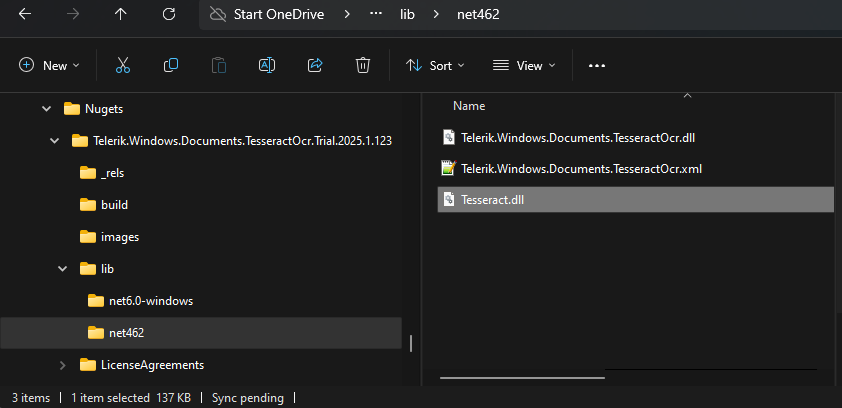 Start OneDrive > ... > lib > net462
New Sort View ...
Nugets
Telerik.Windows.Documents.TesseractOcr.Trial.2025.1.123
_rels
build
images
lib
net6.0-windows
net462
LicenseAgreements
Name
Telerik.Windows.Documents.TesseractOcr.dll
Telerik.Windows.Documents.TesseractOcr.xml
Tesseract.dll
3 items | 1 item selected 137 KB | Sync pending |